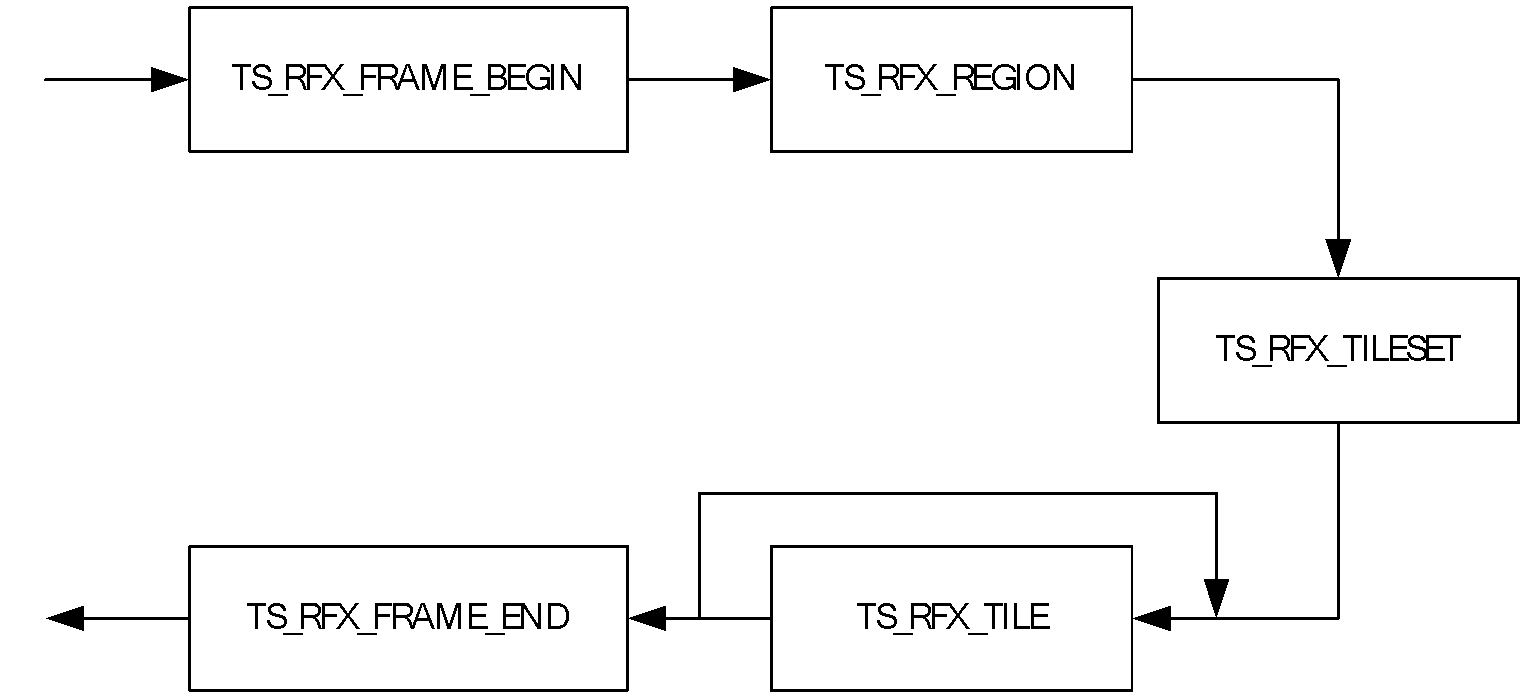 TS_RFX_FRAME_BEGIN
TS_RFX_REGION
TS_RFX_TILESET
TS_RFX_TILE
TS_RFX_FRAME_END